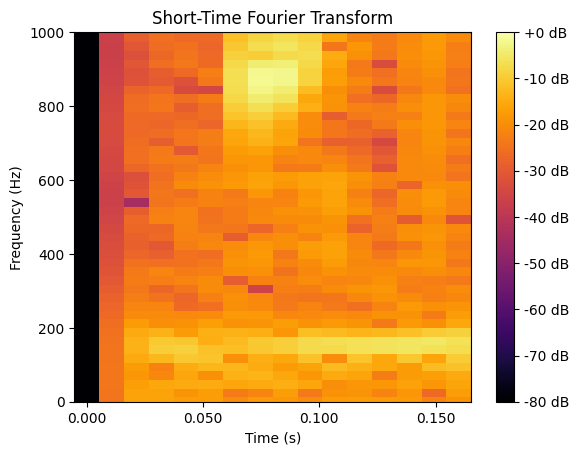 Short-Time Fourier Transform
1000
800
600
400
200
0
Frequency (Hz)
0.000
0.050
0.100
0.150
Time (s)
+0 dB
-10 dB
-20 dB
-30 dB
-40 dB
-50 dB
-60 dB
-70 dB
-80 dB